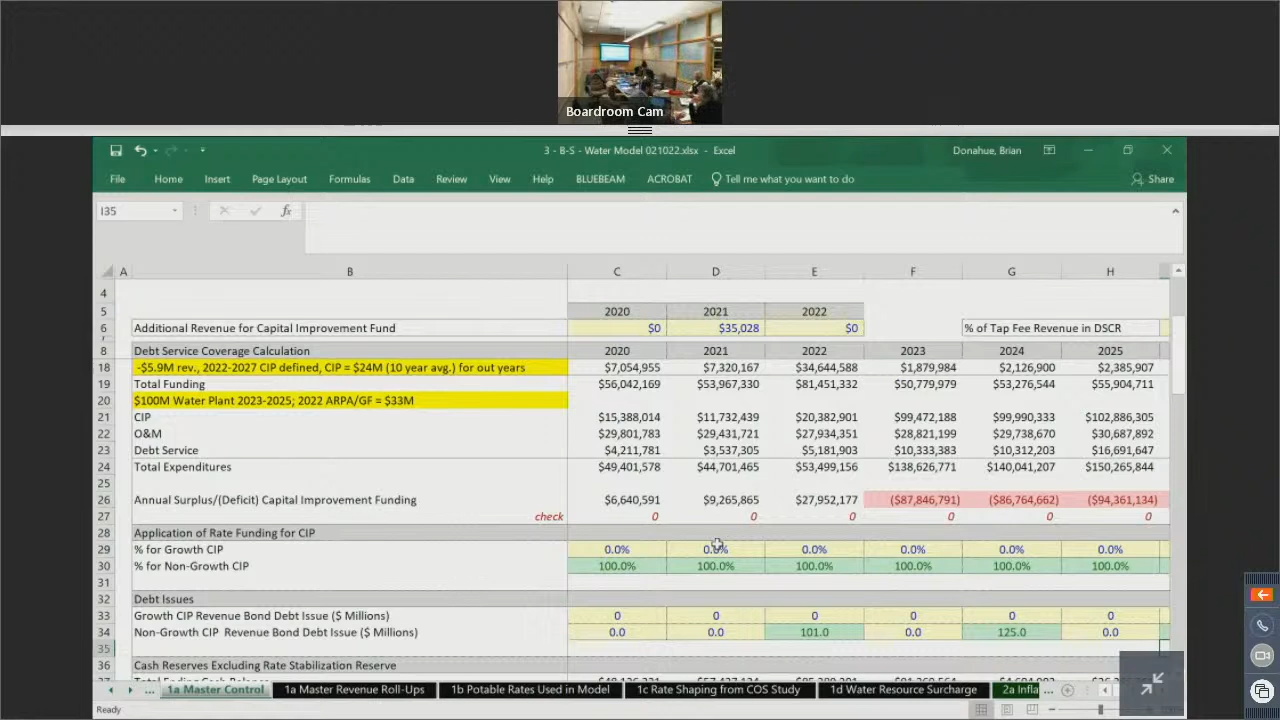 Boardroom Cam
3 - B-S - Water Model 021022.xlsx - Excel
Donahue, Brian
File Home Insert Page Layout Formulas Data Review View Help BLUEBEAM ACROBAT Tell me what you want to do Share
I35 fx
A B C D E F G H
4
5 2020 2021 2022
6 Additional Revenue for Capital Improvement Fund $0 $35,028 $0 % of Tap Fee Revenue in DSCR
8 Debt Service Coverage Calculation 2020 2021 2022 2023 2024 2025
18 -$5.9M rev., 2022-2027 CIP defined, CIP = $24M (10 year avg.) for out years $7,054,955 $7,320,167 $34,644,588 $1,879,984 $2,126,900 $2,385,907
19 Total Funding $56,042,169 $53,967,330 $81,451,332 $50,779,979 $53,276,544 $55,904,711
20 $100M Water Plant 2023-2025; 2022 ARPA/GF = $33M
21 CIP $15,388,014 $11,732,439 $20,382,901 $99,472,188 $99,990,333 $102,886,305
22 O&M $29,801,783 $29,431,721 $27,934,351 $28,821,199 $29,738,670 $30,687,892
23 Debt Service $4,211,781 $3,537,305 $5,181,903 $10,333,383 $10,312,203 $16,691,647
24 Total Expenditures $49,401,578 $44,701,465 $53,499,156 $138,626,771 $140,041,207 $150,265,844
25
26 Annual Surplus/(Deficit) Capital Improvement Funding $6,640,591 $9,265,865 $27,952,177 ($87,846,791) ($86,764,662) ($94,361,134)
27 check 0 0 0 0 0 0
28 Application of Rate Funding for CIP
29 % for Growth CIP 0.0% 0.0% 0.0% 0.0% 0.0% 0.0%
30 % for Non-Growth CIP 100.0% 100.0% 100.0% 100.0% 100.0% 100.0%
31
32 Debt Issues
33 Growth CIP Revenue Bond Debt Issue ($ Millions) 0 0 0 0 0 0
34 Non-Growth CIP Revenue Bond Debt Issue ($ Millions) 0.0 0.0 101.0 0.0 125.0 0.0
35
36 Cash Reserves Excluding Rate Stabilization Reserve
... 1a Master Control 1a Master Revenue Roll-Ups 1b Potable Rates Used in Model 1c Rate Shaping from COS Study 1d Water Resource Surcharge 2a Infla ...
Ready